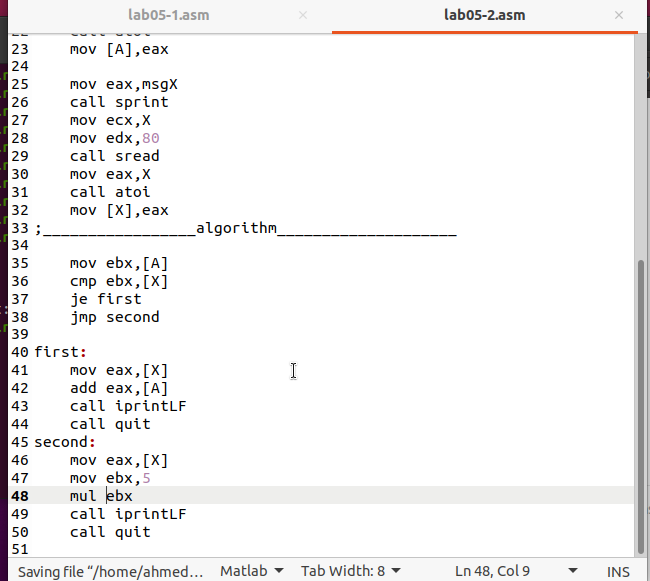 lab05-1.asm × lab05-2.asm ×
22 call atoi
23 mov [A],eax
24
25 mov eax,msgX
26 call sprint
27 mov ecx,X
28 mov edx,80
29 call sread
30 mov eax,X
31 call atoi
32 mov [X],eax
33 ;_________________algorithm____________________
34
35 mov ebx,[A]
36 cmp ebx,[X]
37 je first
38 jmp second
39
40 first:
41 mov eax,[X]
42 add eax,[A]
43 call iprintLF
44 call quit
45 second:
46 mov eax,[X]
47 mov ebx,5
48 mul ebx
49 call iprintLF
50 call quit
51
Saving file “/home/ahmed… Matlab Tab Width: 8 Ln 48, Col 9 INS